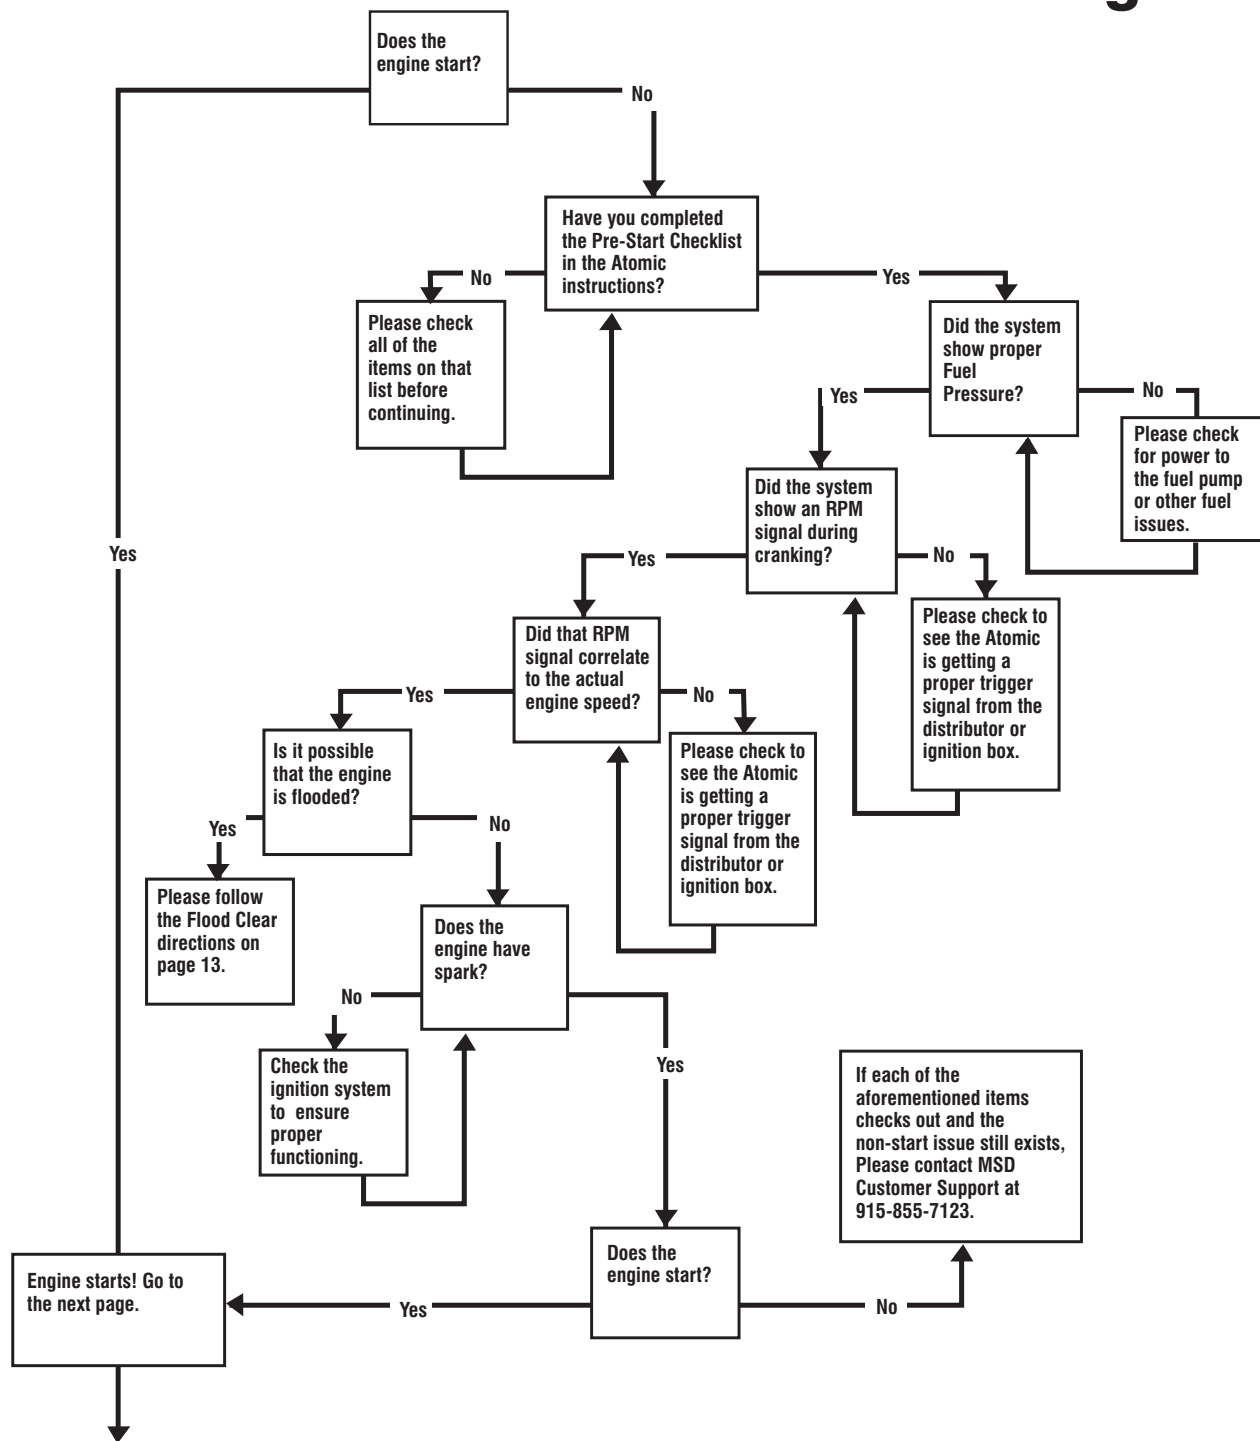 Does the
engine start?
No
Have you completed
the Pre-Start Checklist
in the Atomic
instructions?
No
Yes
Please check
all of the
items on that
list before
continuing.
Did the system
show proper
Fuel
Pressure?
Yes
No
Please check
for power to
the fuel pump
or other fuel
issues.
Did the system
show an RPM
signal during
cranking?
Yes
Yes
No
Please check to
see the Atomic
is getting a
proper trigger
signal from the
distributor or
ignition box.
Did that RPM
signal correlate
to the actual
engine speed?
Yes
No
Please check to
see the Atomic
is getting a
proper trigger
signal from the
distributor or
ignition box.
Is it possible
that the engine
is flooded?
Yes
No
Please follow
the Flood Clear
directions on
page 13.
Does the
engine have
spark?
No
Yes
Check the
ignition system
to  ensure
proper
functioning.
If each of the
aforementioned items
checks out and the
non-start issue still exists,
Please contact MSD
Customer Support at
915-855-7123.
Does the
engine start?
Yes
No
Engine starts! Go to
the next page.